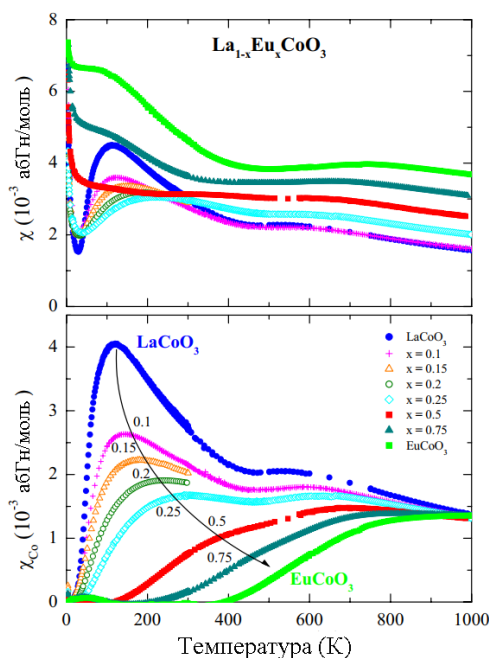 La₁₋ₓEuₓCoO₃
χ (10⁻³ абГн/моль)
8
6
4
2
0
LaCoO₃
0.1
0.15
0.2
0.25
0.5
0.75
EuCoO₃
LaCoO₃
x = 0.1
x = 0.15
x = 0.2
x = 0.25
x = 0.5
x = 0.75
EuCoO₃
χCo (10⁻³ абГн/моль)
4
3
2
1
0
0 200 400 600 800 1000
Температура (К)